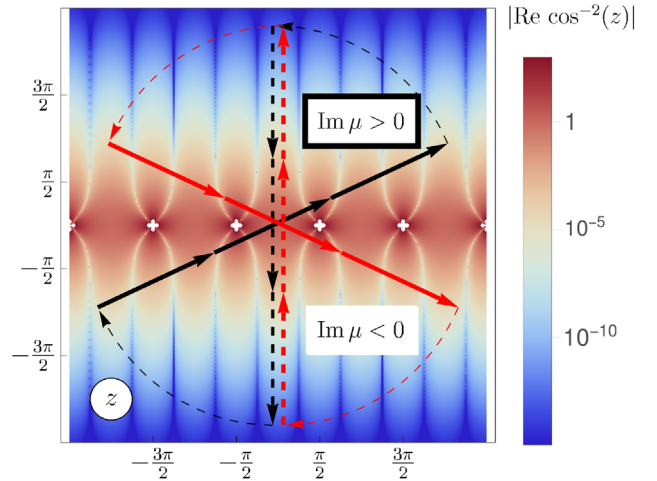 |Re cos⁻²(z)|
3π/2
π/2
−π/2
−3π/2
Im μ > 0
Im μ < 0
z
−3π/2
−π/2
π/2
3π/2
1
10⁻⁵
10⁻¹⁰